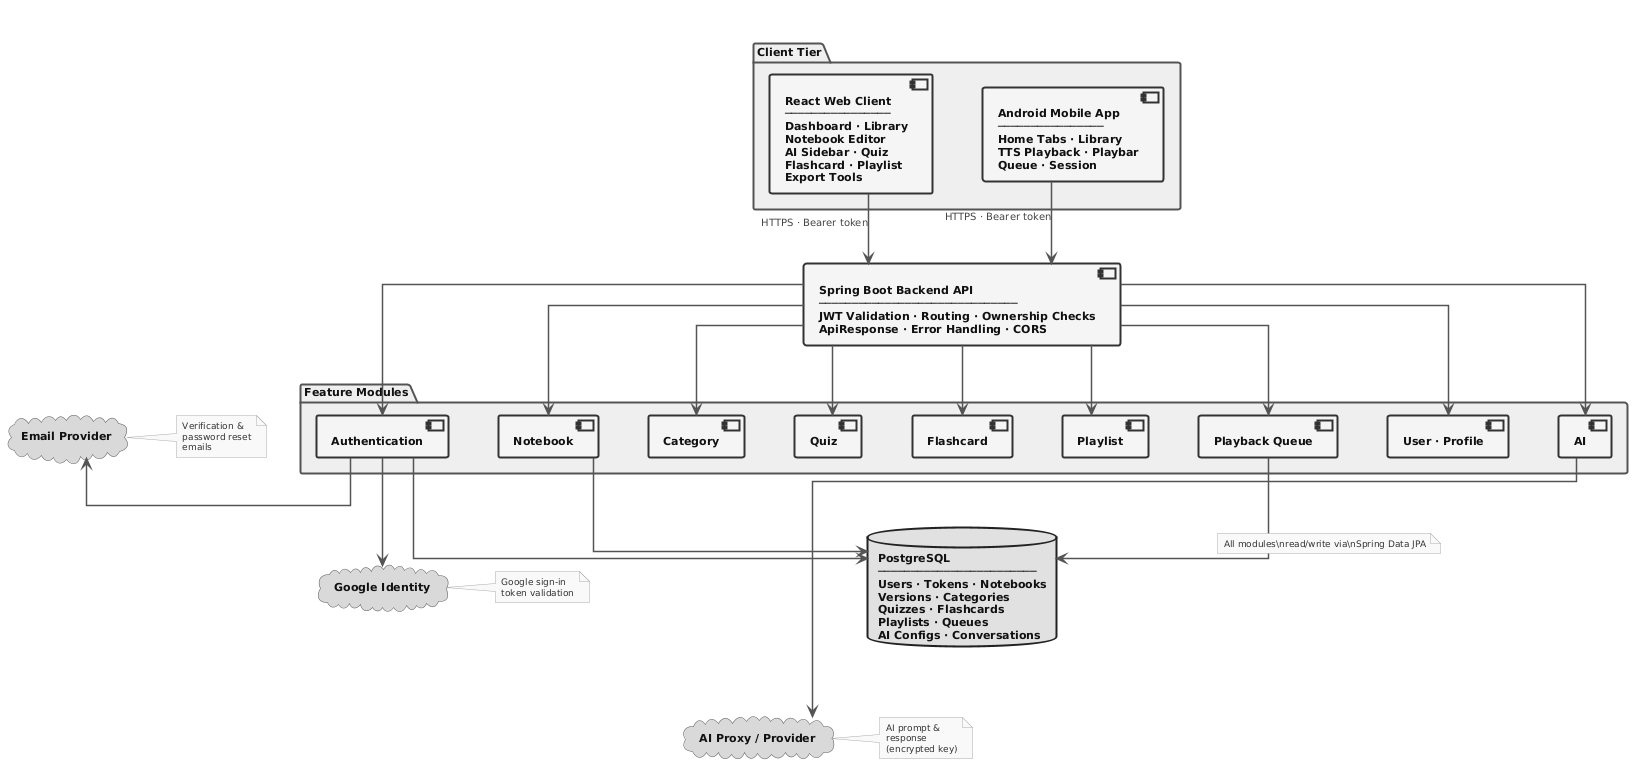 Client Tier
React Web Client
Dashboard · Library
Notebook Editor
AI Sidebar · Quiz
Flashcard · Playlist
Export Tools
Android Mobile App
Home Tabs · Library
TTS Playback · Playbar
Queue · Session
HTTPS · Bearer token
HTTPS · Bearer token
Spring Boot Backend API
JWT Validation · Routing · Ownership Checks
ApiResponse · Error Handling · CORS
Feature Modules
Authentication
Notebook
Category
Quiz
Flashcard
Playlist
Playback Queue
User · Profile
AI
Email Provider
Verification &
password reset
emails
Google Identity
Google sign-in
token validation
PostgreSQL
Users · Tokens · Notebooks
Versions · Categories
Quizzes · Flashcards
Playlists · Queues
AI Configs · Conversations
All modules\nread/write via\nSpring Data JPA
AI Proxy / Provider
AI prompt &
response
(encrypted key)